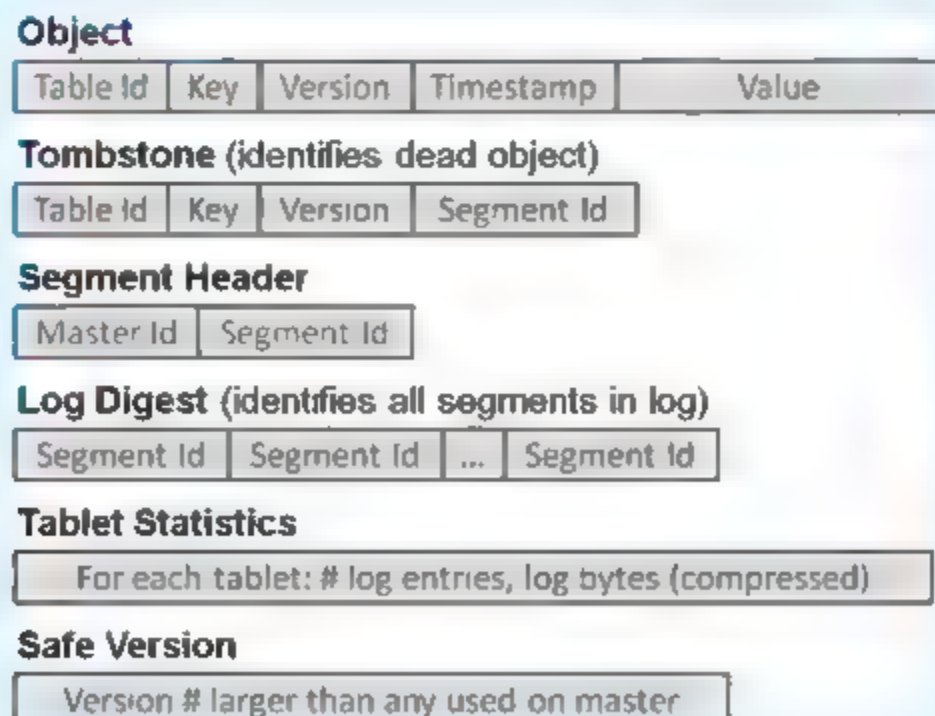 Object
Table Id Key Version Timestamp Value
Tombstone (identifies dead object)
Table Id Key Version Segment Id
Segment Header
Master Id Segment Id
Log Digest (identifies all segments in log)
Segment Id Segment Id ... Segment Id
Tablet Statistics
For each tablet: # log entries, log bytes (compressed)
Safe Version
Version # larger than any used on master